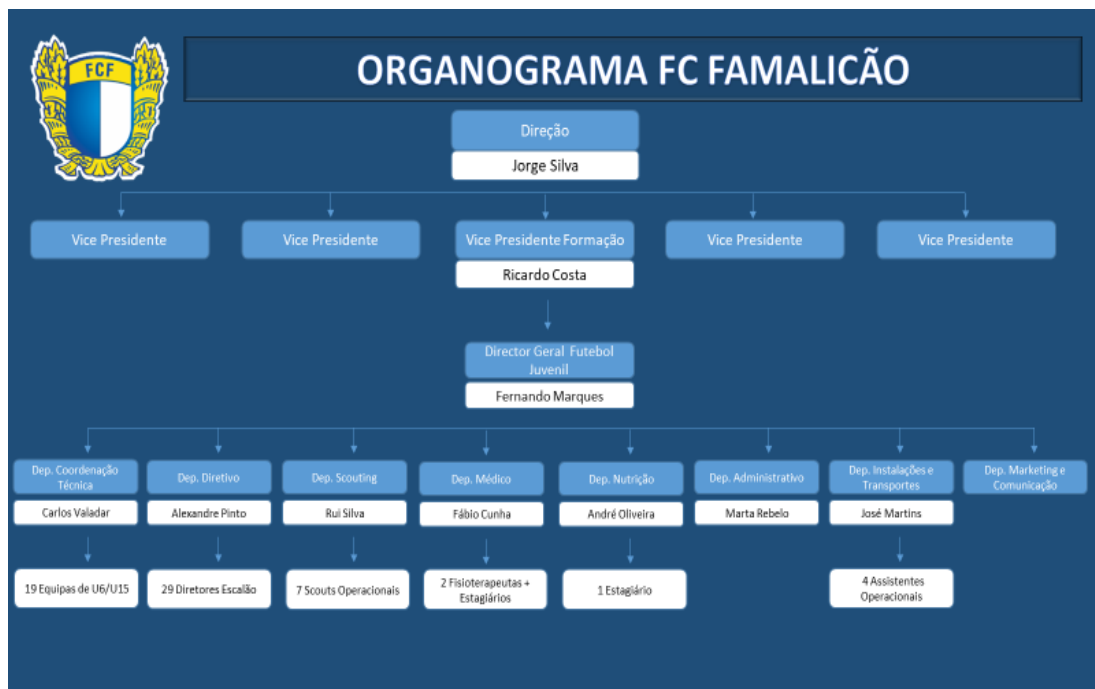 FCF
ORGANOGRAMA FC FAMALICÃO
Direção
Jorge Silva
Vice Presidente
Vice Presidente
Vice Presidente Formação
Vice Presidente
Vice Presidente
Ricardo Costa
Director Geral Futebol
Juvenil
Fernando Marques
Dep. Coordenação
Técnica
Dep. Diretivo
Dep. Scouting
Dep. Médico
Dep. Nutrição
Dep. Administrativo
Dep. Instalações e
Transportes
Dep. Marketing e
Comunicação
Carlos Valadar
Alexandre Pinto
Rui Silva
Fábio Cunha
André Oliveira
Marta Rebelo
José Martins
19 Equipas de U6/U15
29 Diretores Escalão
7 Scouts Operacionais
2 Fisioterapeutas +
Estagiários
1 Estagiário
4 Assistentes
Operacionais